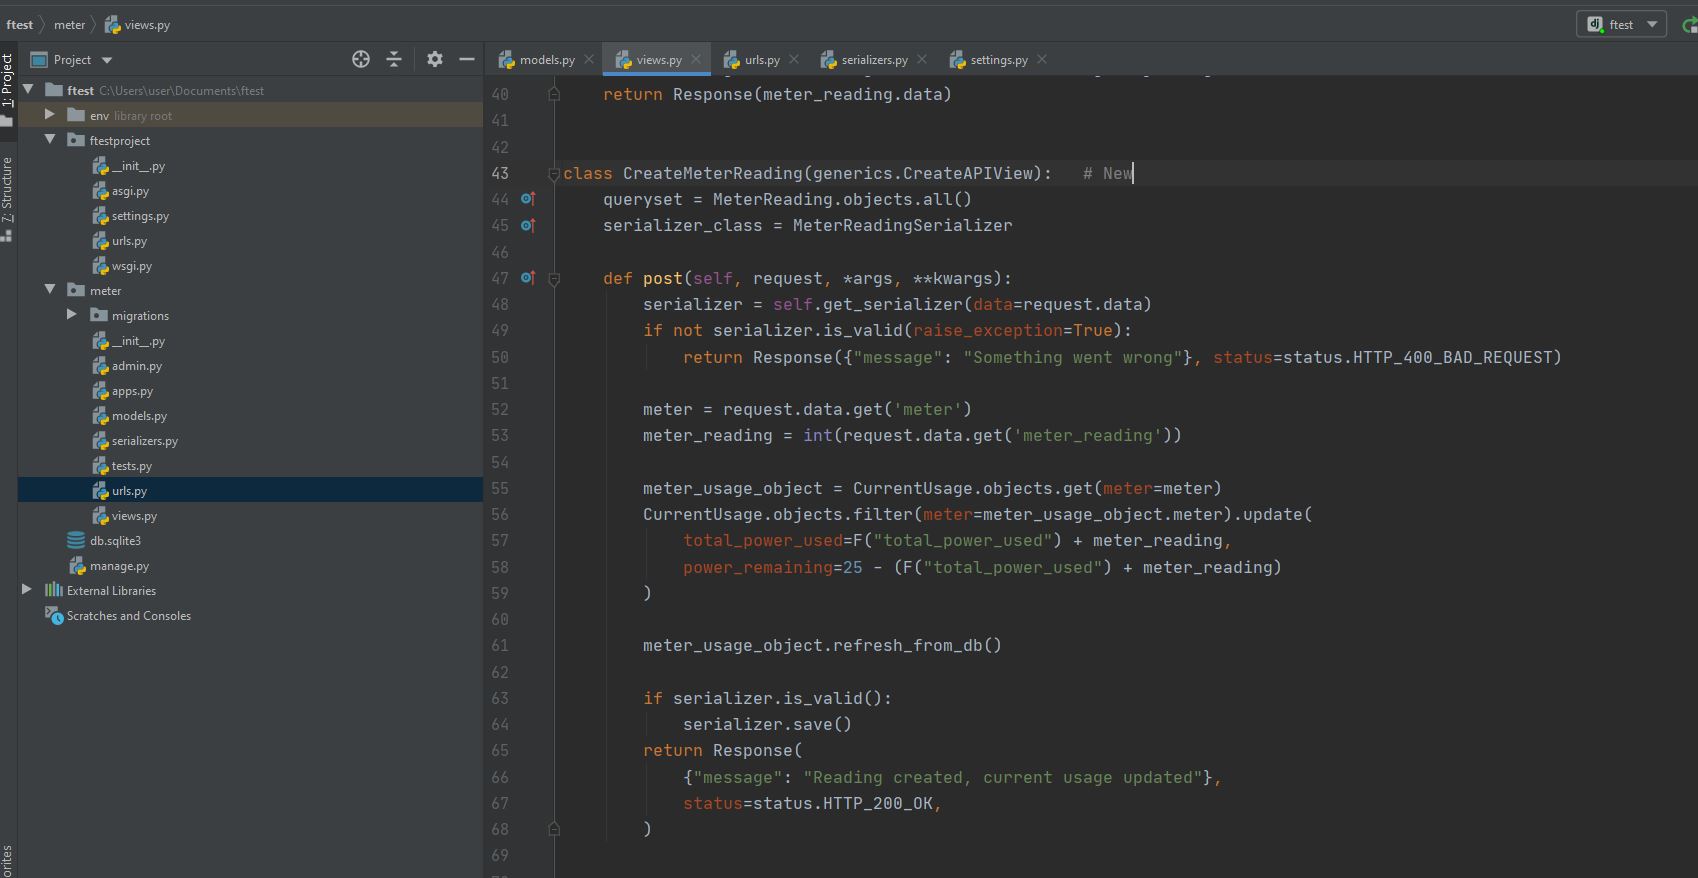 ftest meter views.py
ftest
Project
models.py views.py urls.py serializers.py settings.py
1: Project
7: Structure
ftest C:\Users\user\Documents\ftest
env library root
ftestproject
__init__.py
asgi.py
settings.py
urls.py
wsgi.py
meter
migrations
__init__.py
admin.py
apps.py
models.py
serializers.py
tests.py
urls.py
views.py
db.sqlite3
manage.py
External Libraries
Scratches and Consoles
40 return Response(meter_reading.data)
41
42
43 class CreateMeterReading(generics.CreateAPIView):   # New
44 queryset = MeterReading.objects.all()
45 serializer_class = MeterReadingSerializer
46
47 def post(self, request, *args, **kwargs):
48 serializer = self.get_serializer(data=request.data)
49 if not serializer.is_valid(raise_exception=True):
50 return Response({"message": "Something went wrong"}, status=status.HTTP_400_BAD_REQUEST)
51
52 meter = request.data.get('meter')
53 meter_reading = int(request.data.get('meter_reading'))
54
55 meter_usage_object = CurrentUsage.objects.get(meter=meter)
56 CurrentUsage.objects.filter(meter=meter_usage_object.meter).update(
57 total_power_used=F("total_power_used") + meter_reading,
58 power_remaining=25 - (F("total_power_used") + meter_reading)
59 )
60
61 meter_usage_object.refresh_from_db()
62
63 if serializer.is_valid():
64 serializer.save()
65 return Response(
66 {"message": "Reading created, current usage updated"},
67 status=status.HTTP_200_OK,
68 )
69